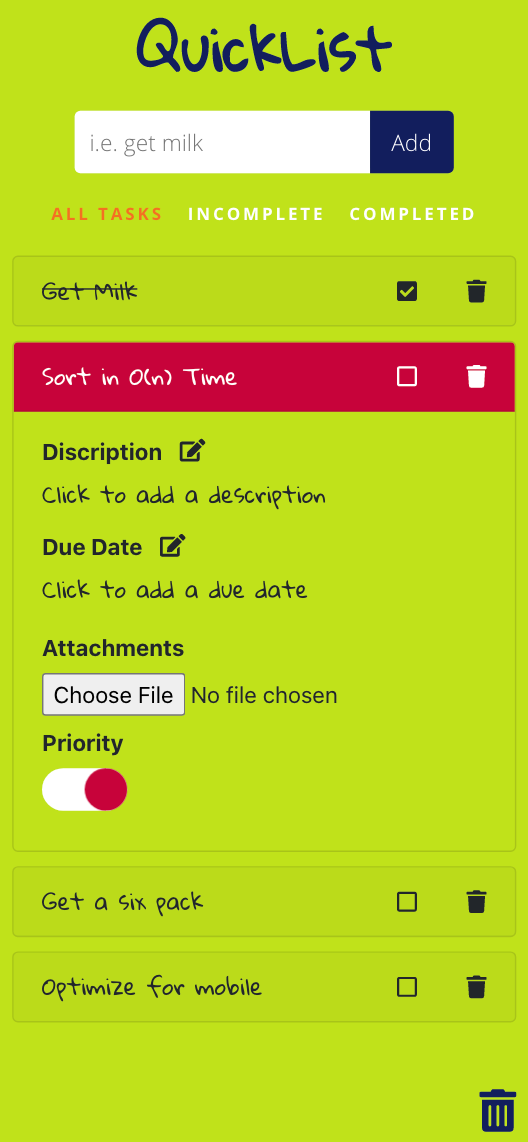 QuickList
i.e. get milk
Add
ALL TASKS INCOMPLETE COMPLETED
Get Milk
Sort in O(n) Time
Discription
Click to add a description
Due Date
Click to add a due date
Attachments
Choose File No file chosen
Priority
Get a six pack
Optimize for mobile